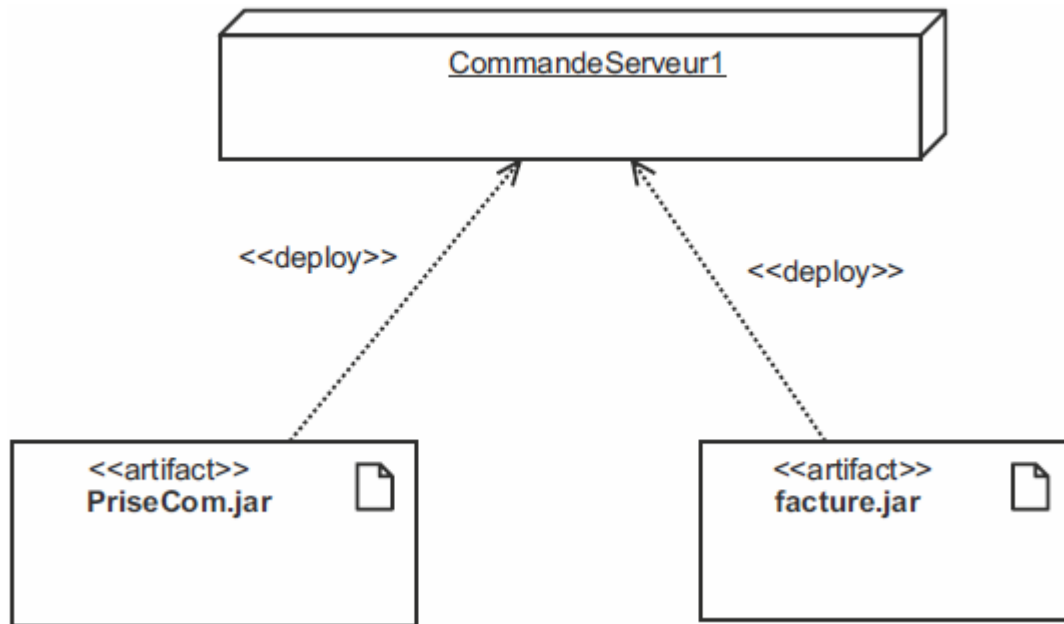 CommandeServeur1
<<deploy>>
<<deploy>>
<<artifact>>
PriseCom.jar
<<artifact>>
facture.jar